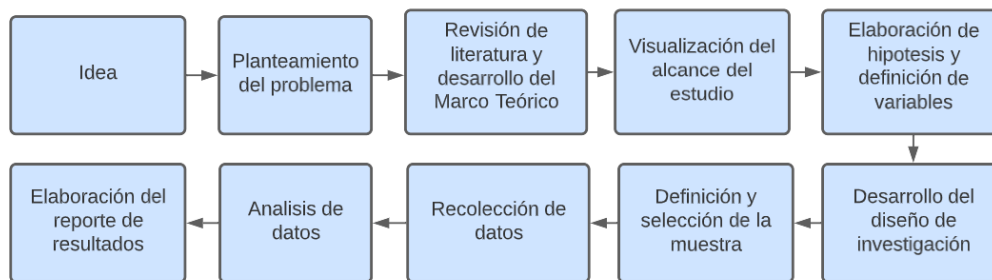 Idea
Planteamiento
del problema
Revisión de
literatura y
desarrollo del
Marco Teórico
Visualización del
alcance del
estudio
Elaboración de
hipotesis y
definición de
variables
Desarrollo del
diseño de
investigación
Definición y
selección de la
muestra
Recolección de
datos
Analisis de
datos
Elaboración del
reporte de
resultados